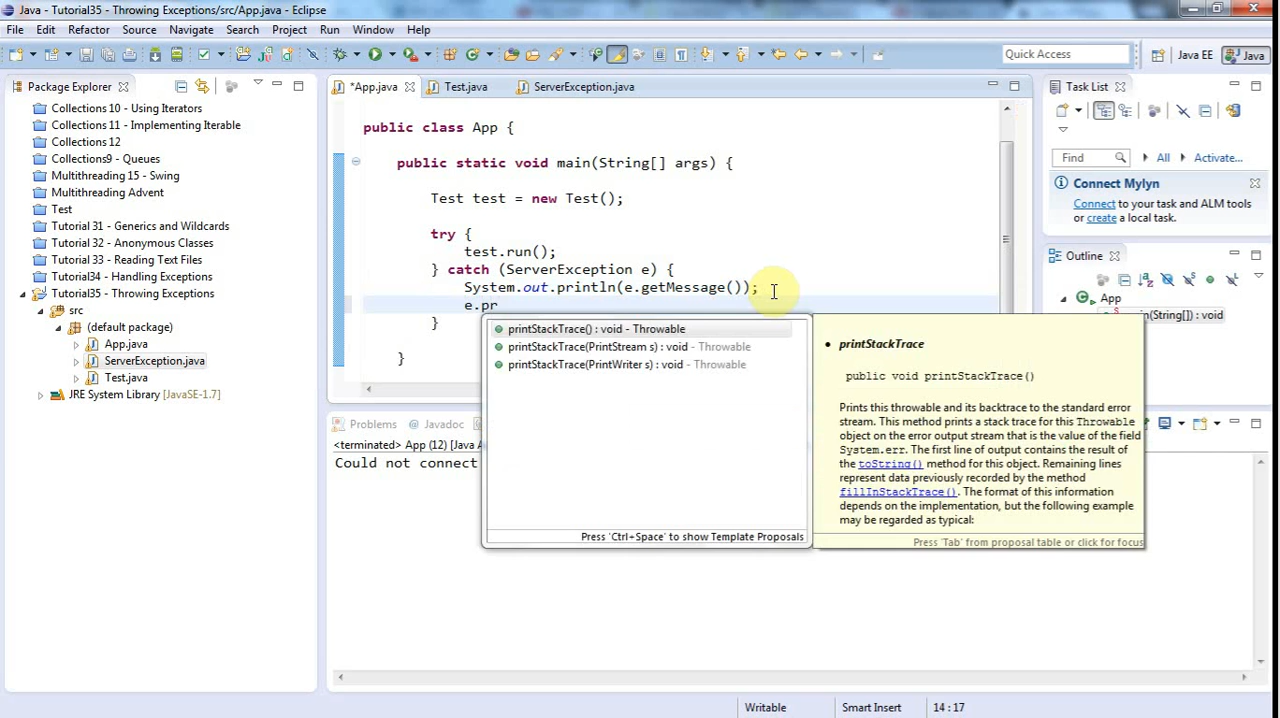 Java - Tutorial35 - Throwing Exceptions/src/App.java - Eclipse
File Edit Refactor Source Navigate Search Project Run Window Help
Quick Access
Java EE
Java
Package Explorer
Collections 10 - Using Iterators
Collections 11 - Implementing Iterable
Collections 12
Collections9 - Queues
Multithreading 15 - Swing
Multithreading Advent
Test
Tutorial 31 - Generics and Wildcards
Tutorial 32 - Anonymous Classes
Tutorial 33 - Reading Text Files
Tutorial34 - Handling Exceptions
Tutorial35 - Throwing Exceptions
src
(default package)
App.java
ServerException.java
Test.java
JRE System Library [JavaSE-1.7]
*App.java
Test.java
ServerException.java
public class App {
public static void main(String[] args) {
Test test = new Test();
try {
test.run();
} catch (ServerException e) {
System.out.println(e.getMessage());
e.pr
}
}
printStackTrace() : void - Throwable
printStackTrace(PrintStream s) : void - Throwable
printStackTrace(PrintWriter s) : void - Throwable
Press 'Ctrl+Space' to show Template Proposals
printStackTrace
public void printStackTrace()
Prints this throwable and its backtrace to the standard error
stream. This method prints a stack trace for this Throwable
object on the error output stream that is the value of the field
System.err. The first line of output contains the result of
the toString() method for this object. Remaining lines
represent data previously recorded by the method
fillInStackTrace(). The format of this information
depends on the implementation, but the following example
may be regarded as typical:
Press 'Tab' from proposal table or click for focus
Task List
Find
All
Activate...
Connect Mylyn
Connect to your task and ALM tools
or create a local task.
Outline
App
in(String[]) : void
Problems
Javadoc
<terminated> App (12) [Java A
Could not connect
Writable
Smart Insert
14 : 17